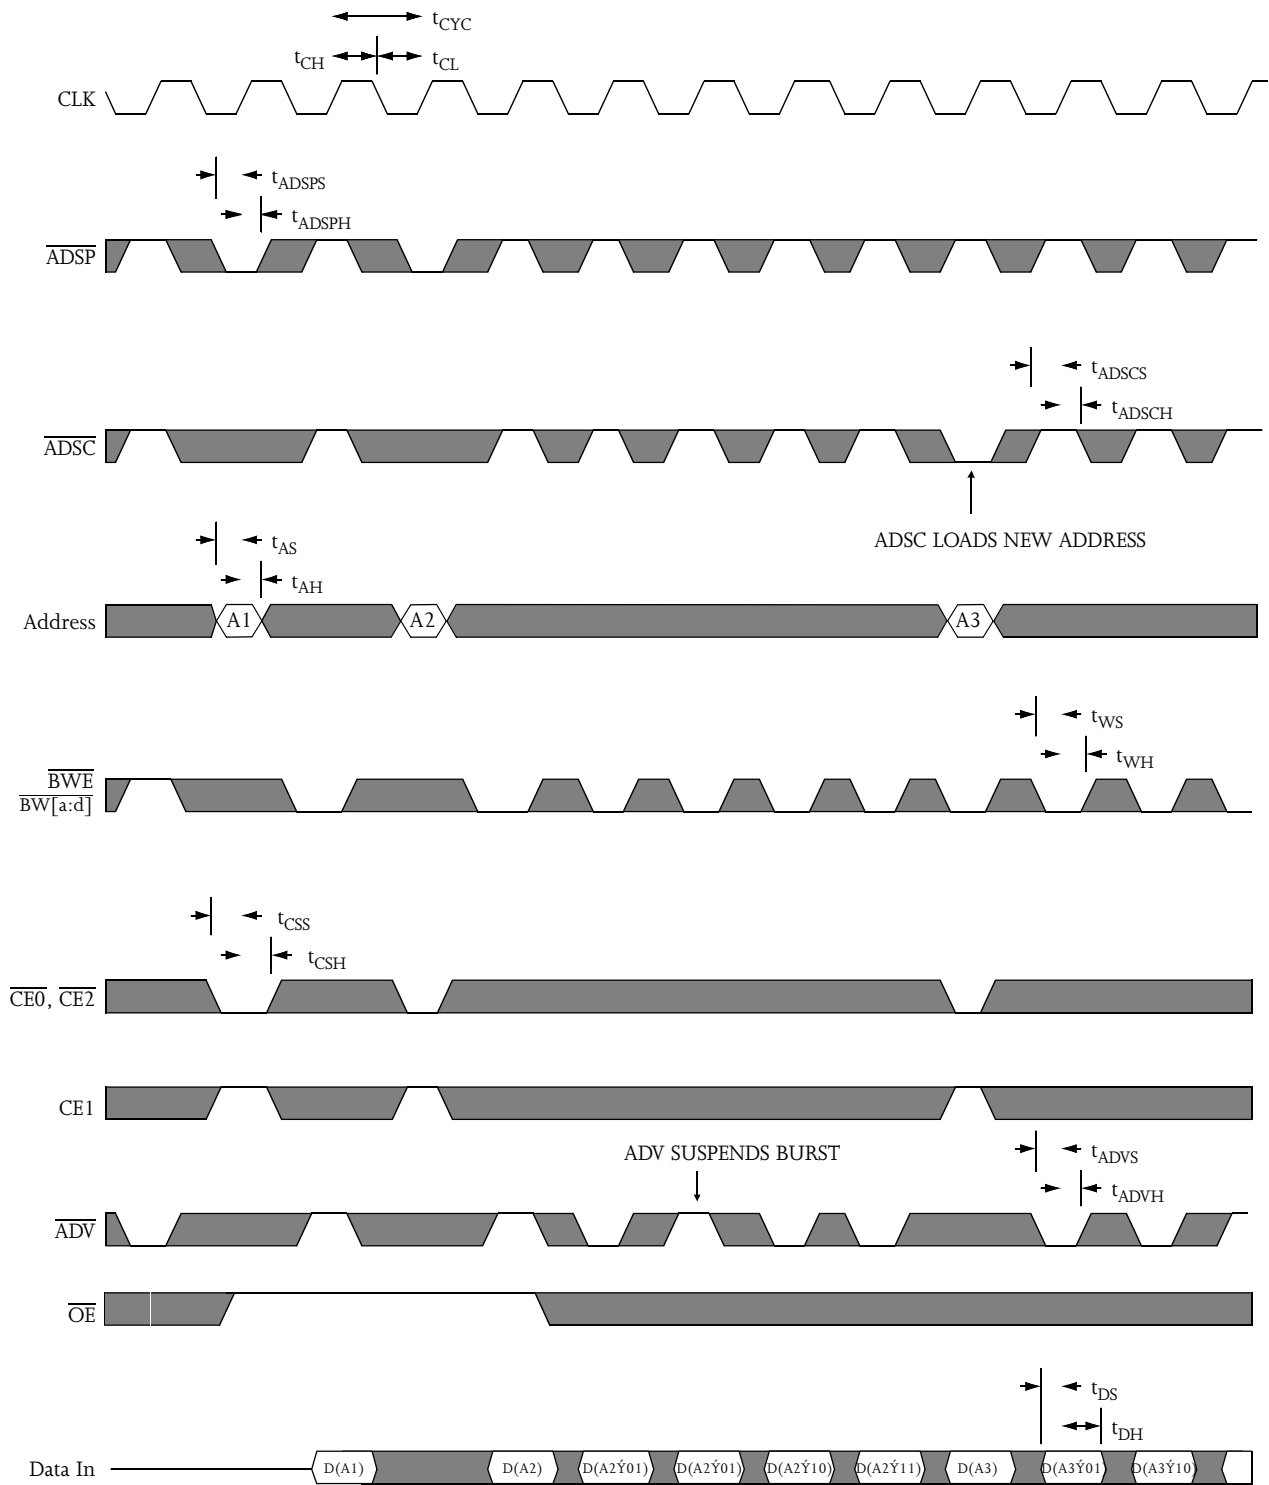 tCYC
tCH
tCL
CLK
tADSPS
tADSPH
ADSP
tADSCS
tADSCH
ADSC
ADSC LOADS NEW ADDRESS
tAS
tAH
Address
A1
A2
A3
tWS
tWH
BWE
BW[a:d]
tCSS
tCSH
CE0, CE2
CE1
ADV SUSPENDS BURST
tADVS
tADVH
ADV
OE
tDS
tDH
Data In
D(A1)
D(A2)
D(A2Ý01)
D(A2Ý01)
D(A2Ý10)
D(A2Ý11)
D(A3)
D(A3Ý01)
D(A3Ý10)